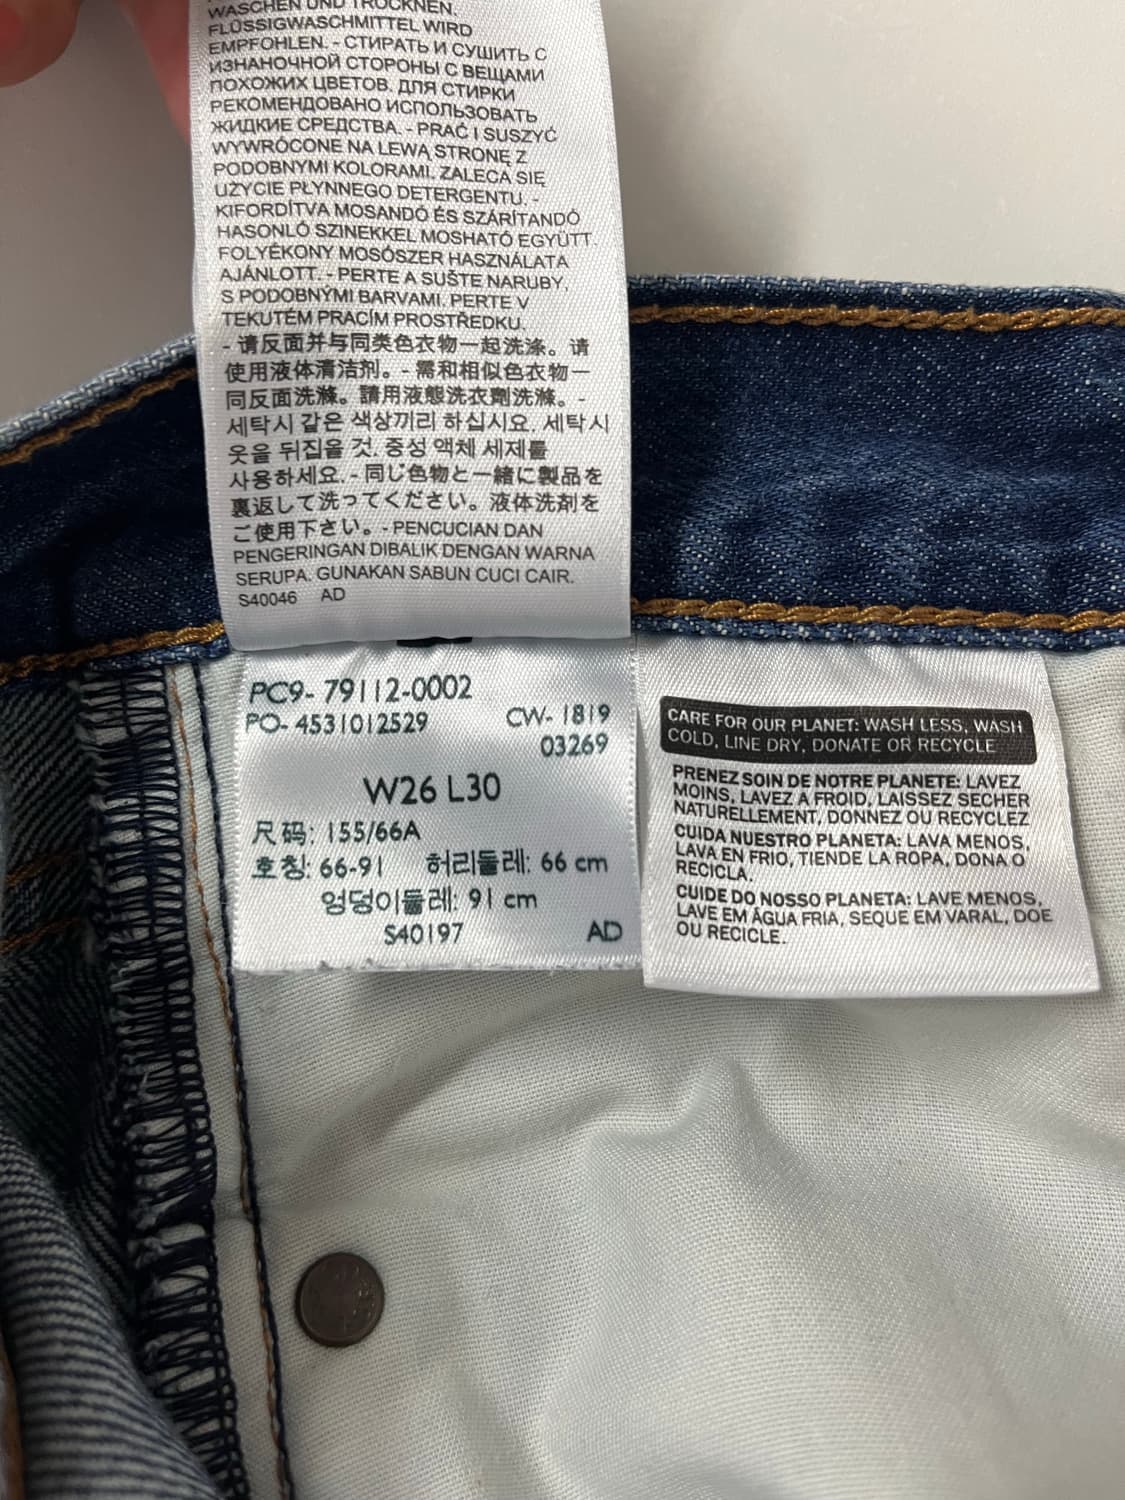 WASCHEN UND TROCKNEN.
FLÜSSIGWASCHMITTEL WIRD
EMPFOHLEN. - СТИРАТЬ И СУШИТЬ С
ИЗНАНОЧНОЙ СТОРОНЫ С ВЕЩАМИ
ПОХОЖИХ ЦВЕТОВ. ДЛЯ СТИРКИ
РЕКОМЕНДОВАНО ИСПОЛЬЗОВАТЬ
ЖИДКИЕ СРЕДСТВА. - PRAĆ I SUSZYĆ
WYWRÓCONE NA LEWĄ STRONĘ Z
PODOBNYMI KOLORAMI. ZALECA SIĘ
UŻYCIE PŁYNNEGO DETERGENTU. -
KIFORDÍTVA MOSANDÓ ÉS SZÁRÍTANDÓ
HASONLÓ SZINEKKEL MOSHATÓ EGYÜTT.
FOLYÉKONY MOSÓSZER HASZNÁLATA
AJÁNLOTT. - PERTE A SUŠTE NARUBY,
S PODOBNÝMI BARVAMI. PERTE V
TEKUTÉM PRACÍM PROSTŘEDKU.
- 请反面并与同类色衣物一起洗涤。请
使用液体清洁剂。- 需和相似色衣物一
同反面洗滌。請用液態洗衣劑洗滌。-
세탁시 같은 색상끼리 하십시요. 세탁시
옷을 뒤집을 것. 중성 액체 세제를
사용하세요. - 同じ色物と一緒に製品を
裏返して洗ってください。液体洗剤を
ご使用下さい。- PENCUCIAN DAN
PENGERINGAN DIBALIK DENGAN WARNA
SERUPA. GUNAKAN SABUN CUCI CAIR.
S40046 AD
PC9- 79112-0002
PO- 4531012529 CW- 1819
03269
W26 L30
尺码: 155/66A
호칭: 66-91 허리둘레: 66 cm
엉덩이둘레: 91 cm
S40197 AD
CARE FOR OUR PLANET: WASH LESS, WASH
COLD, LINE DRY, DONATE OR RECYCLE
PRENEZ SOIN DE NOTRE PLANETE: LAVEZ
MOINS, LAVEZ À FROID, LAISSEZ SECHER
NATURELLEMENT, DONNEZ OU RECYCLEZ
CUIDA NUESTRO PLANETA: LAVA MENOS,
LAVA EN FRIO, TIENDE LA ROPA, DONA O
RECICLA.
CUIDE DO NOSSO PLANETA: LAVE MENOS,
LAVE EM ÁGUA FRIA, SEQUE EM VARAL, DOE
OU RECICLE.